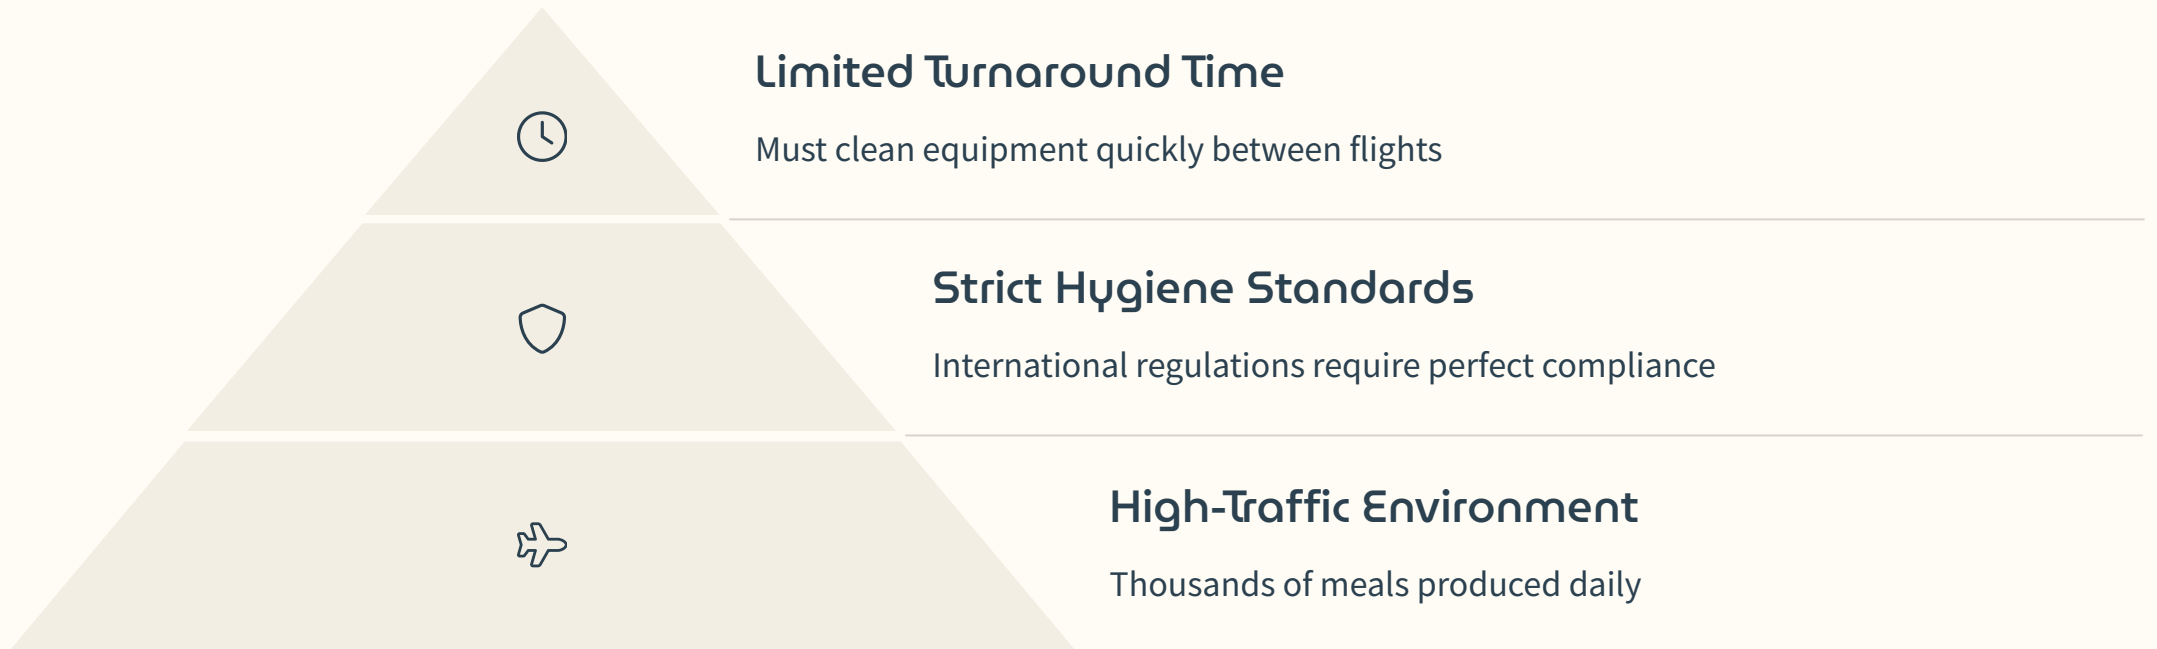 Limited Turnaround Time
Must clean equipment quickly between flights
Strict Hygiene Standards
International regulations require perfect compliance
High-Traffic Environment
Thousands of meals produced daily